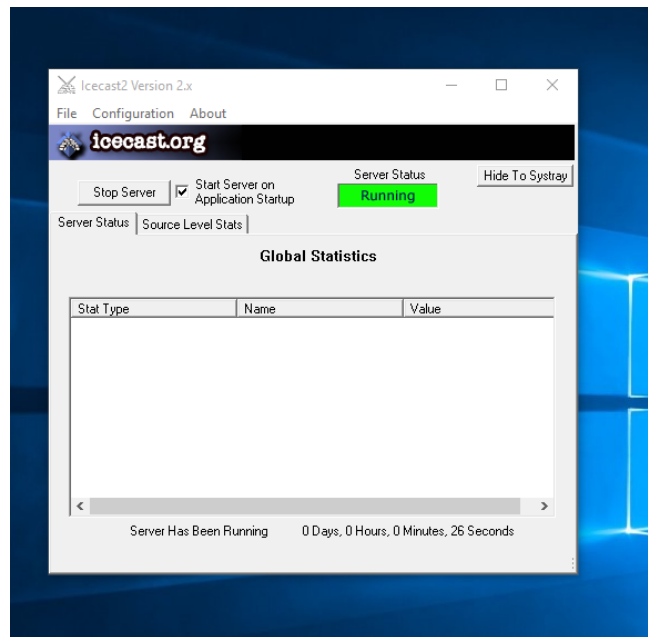 Icecast2 Version 2.x
File Configuration About
icecast.org
Stop Server
Start Server on
Application Startup
Server Status
Running
Hide To Systray
Server Status Source Level Stats
Global Statistics
Stat Type Name Value
Server Has Been Running 0 Days, 0 Hours, 0 Minutes, 26 Seconds